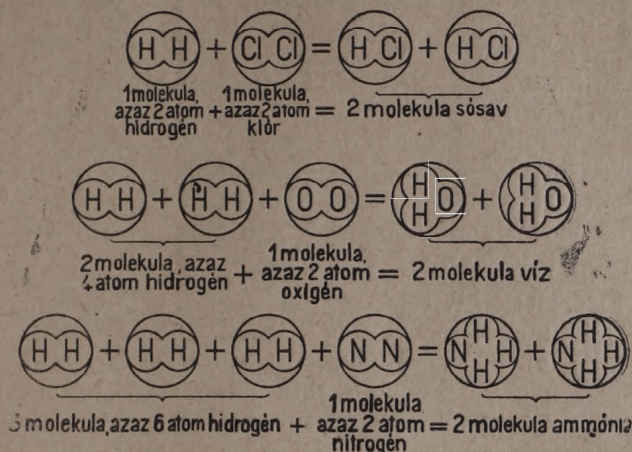 H H + Cl Cl = H Cl + H Cl
1 molekula, 1 molekula,
azaz 2 atom + azaz 2 atom = 2 molekula sósav
hidrogén klór
H H + H H + O O = H H O + H H O
2 molekula, azaz 1 molekula,
4 atom hidrogén + azaz 2 atom = 2 molekula víz
oxigén
H H + H H + H H + N N = N H H H + N H H H
1 molekula
3 molekula, azaz 6 atom hidrogén + azaz 2 atom = 2 molekula ammónia
nitrogén